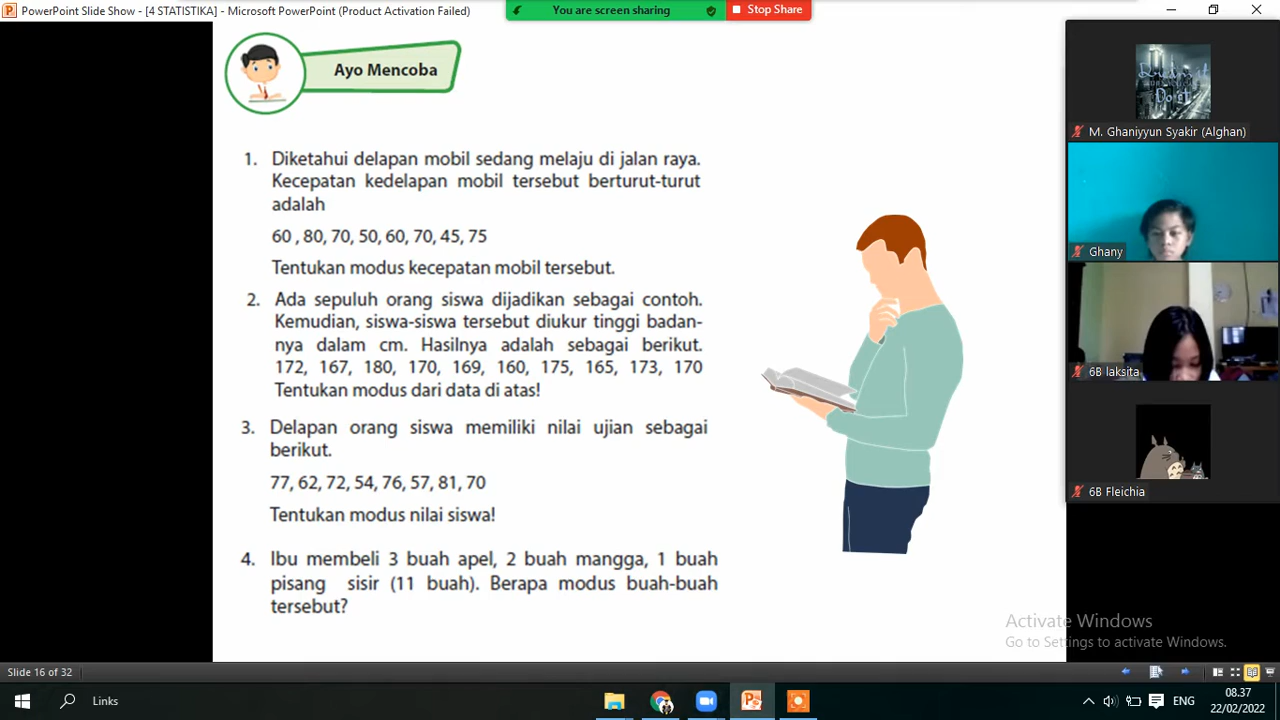 PowerPoint Slide Show - [4 STATISTIKA] - Microsoft PowerPoint (Product Activation Failed)
You are screen sharing
Stop Share
Ayo Mencoba
1. Diketahui delapan mobil sedang melaju di jalan raya.
Kecepatan kedelapan mobil tersebut berturut-turut
adalah
60 , 80, 70, 50, 60, 70, 45, 75
Tentukan modus kecepatan mobil tersebut.
2. Ada sepuluh orang siswa dijadikan sebagai contoh.
Kemudian, siswa-siswa tersebut diukur tinggi badan-
nya dalam cm. Hasilnya adalah sebagai berikut.
172, 167, 180, 170, 169, 160, 175, 165, 173, 170
Tentukan modus dari data di atas!
3. Delapan orang siswa memiliki nilai ujian sebagai
berikut.
77, 62, 72, 54, 76, 57, 81, 70
Tentukan modus nilai siswa!
4. Ibu membeli 3 buah apel, 2 buah mangga, 1 buah
pisang sisir (11 buah). Berapa modus buah-buah
tersebut?
M. Ghaniyyun Syakir (Alghan)
Ghany
6B laksita
6B Fleichia
Activate Windows
Go to Settings to activate Windows.
Slide 16 of 32
Links
ENG
08.37
22/02/2022